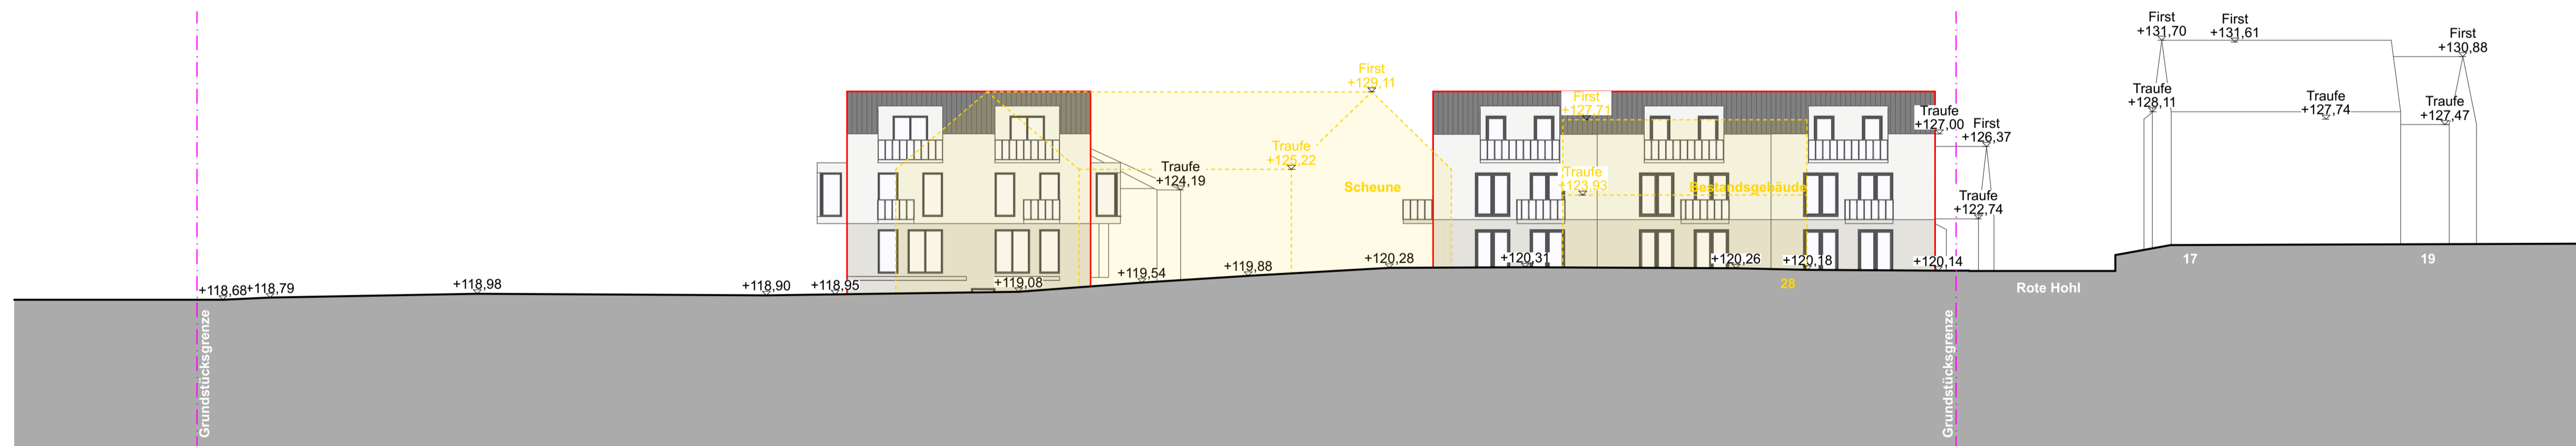 First
+131,70
First
+131,61
First
+130,88
First
+129,11
Traufe
+128,11
Traufe
+127,74
Traufe
+127,47
First
+127,71
Traufe
+127,00
First
+126,37
Traufe
+125,22
Traufe
+124,19
Scheune
Traufe
+123,93
Bestandsgebäude
Traufe
+122,74
+118,68
+118,79
+118,98
+118,90
+118,95
+119,08
+119,54
+119,88
+120,28
+120,31
+120,26
+120,18
+120,14
28
Rote Hohl
17
19
Grundstücksgrenze
Grundstücksgrenze